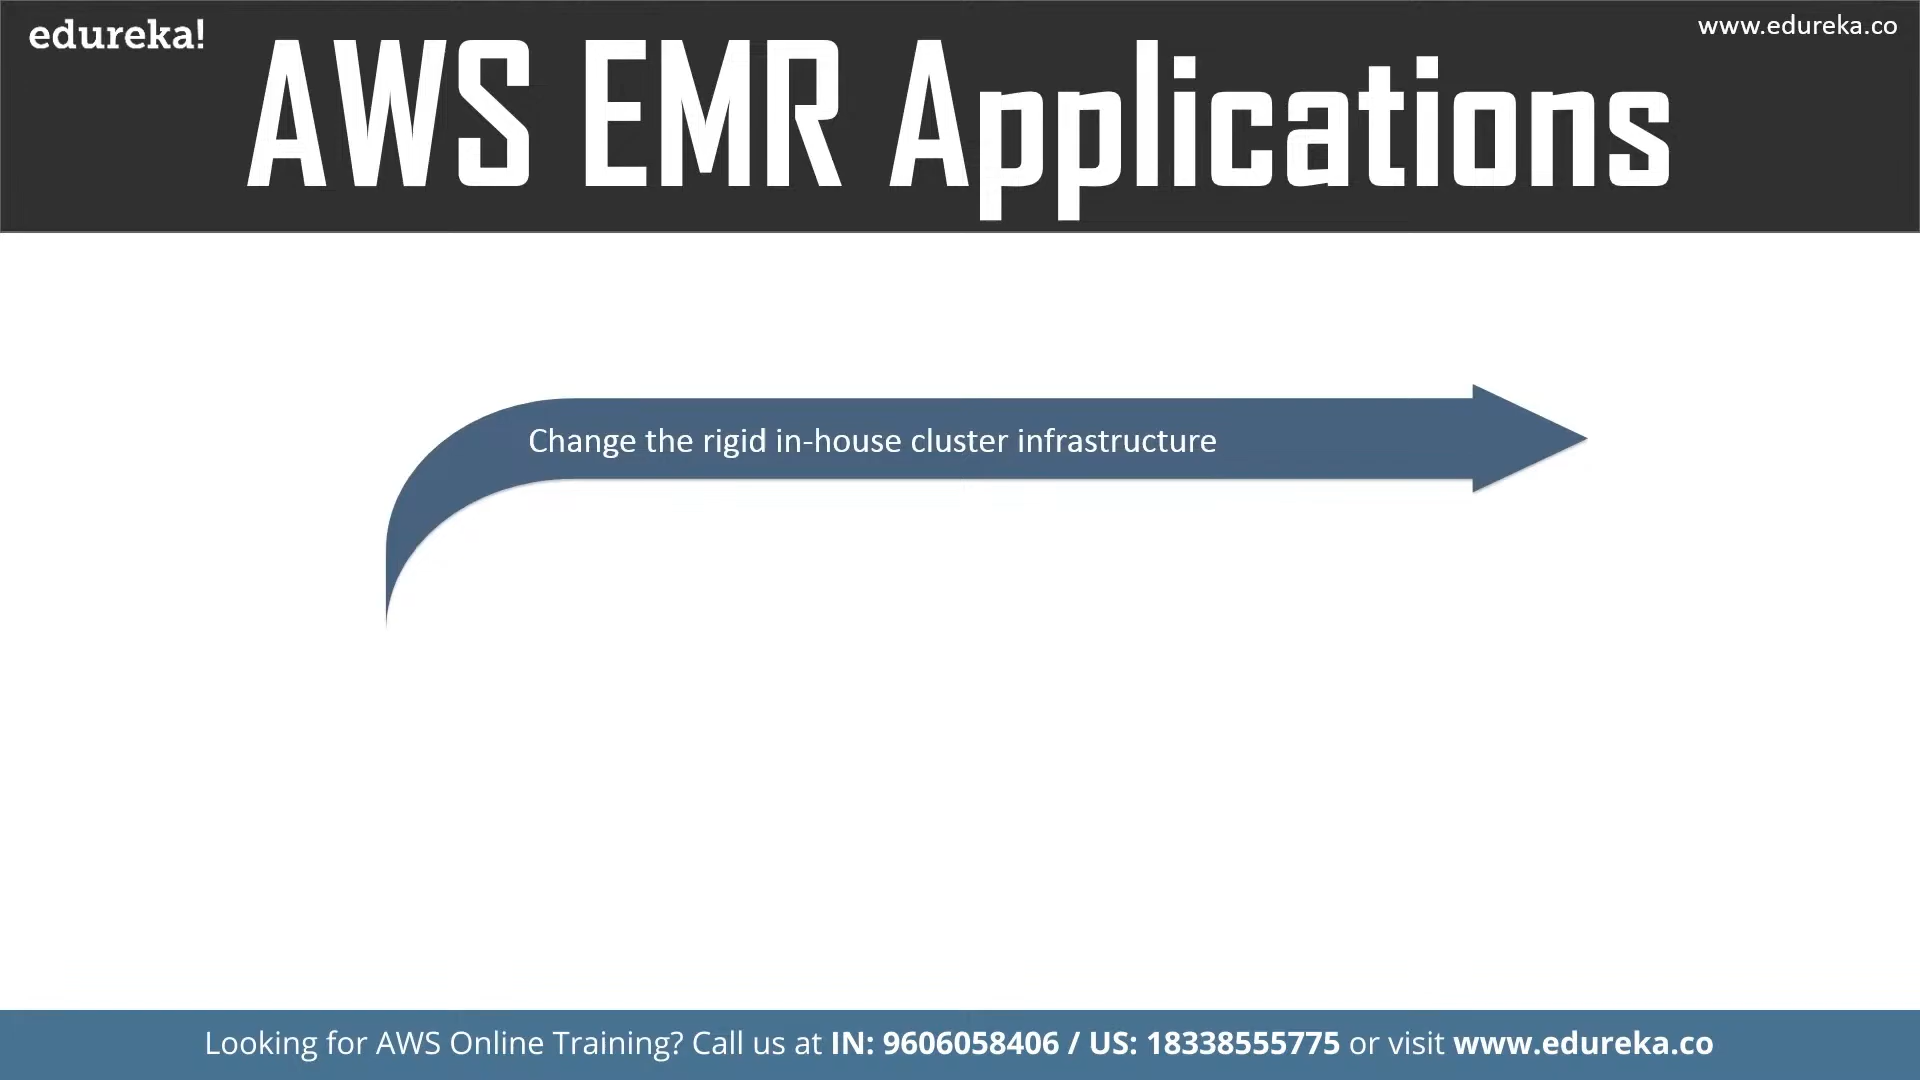 edureka!
www.edureka.co
AWS EMR Applications
Change the rigid in-house cluster infrastructure
Looking for AWS Online Training? Call us at IN: 9606058406 / US: 18338555775 or visit www.edureka.co